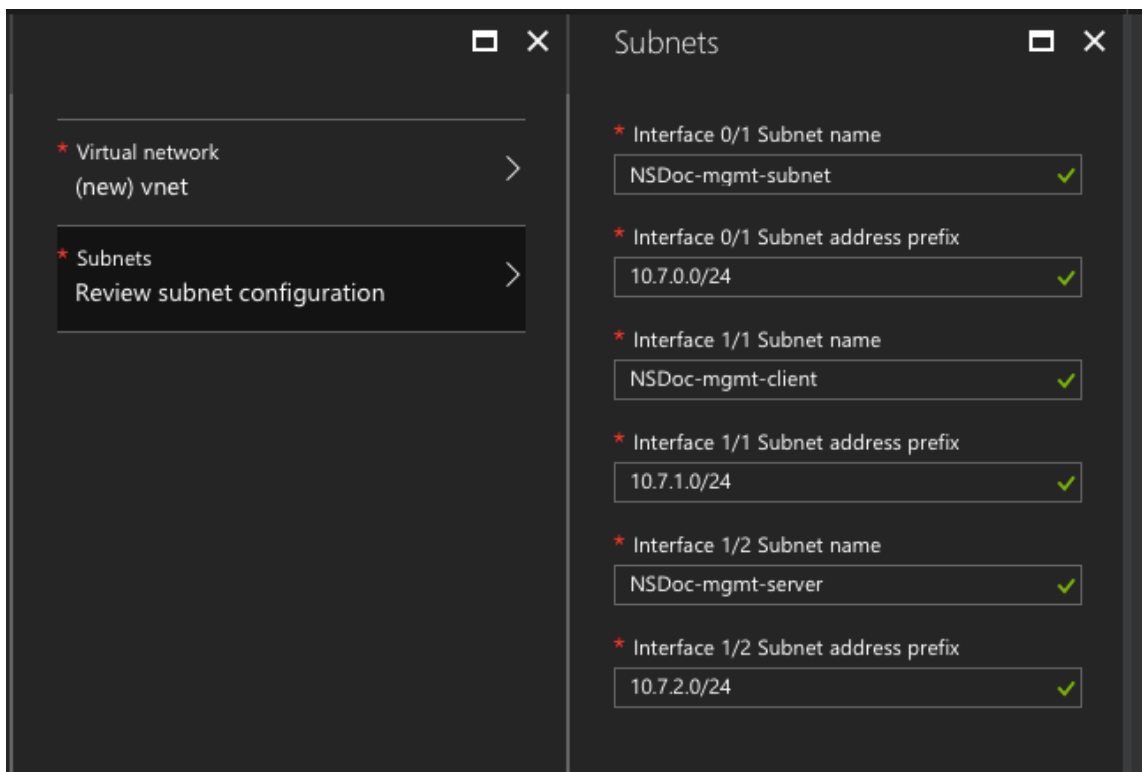 * Virtual network
(new) vnet
* Subnets
Review subnet configuration
Subnets
* Interface 0/1 Subnet name
NSDoc-mgmt-subnet
* Interface 0/1 Subnet address prefix
10.7.0.0/24
* Interface 1/1 Subnet name
NSDoc-mgmt-client
* Interface 1/1 Subnet address prefix
10.7.1.0/24
* Interface 1/2 Subnet name
NSDoc-mgmt-server
* Interface 1/2 Subnet address prefix
10.7.2.0/24